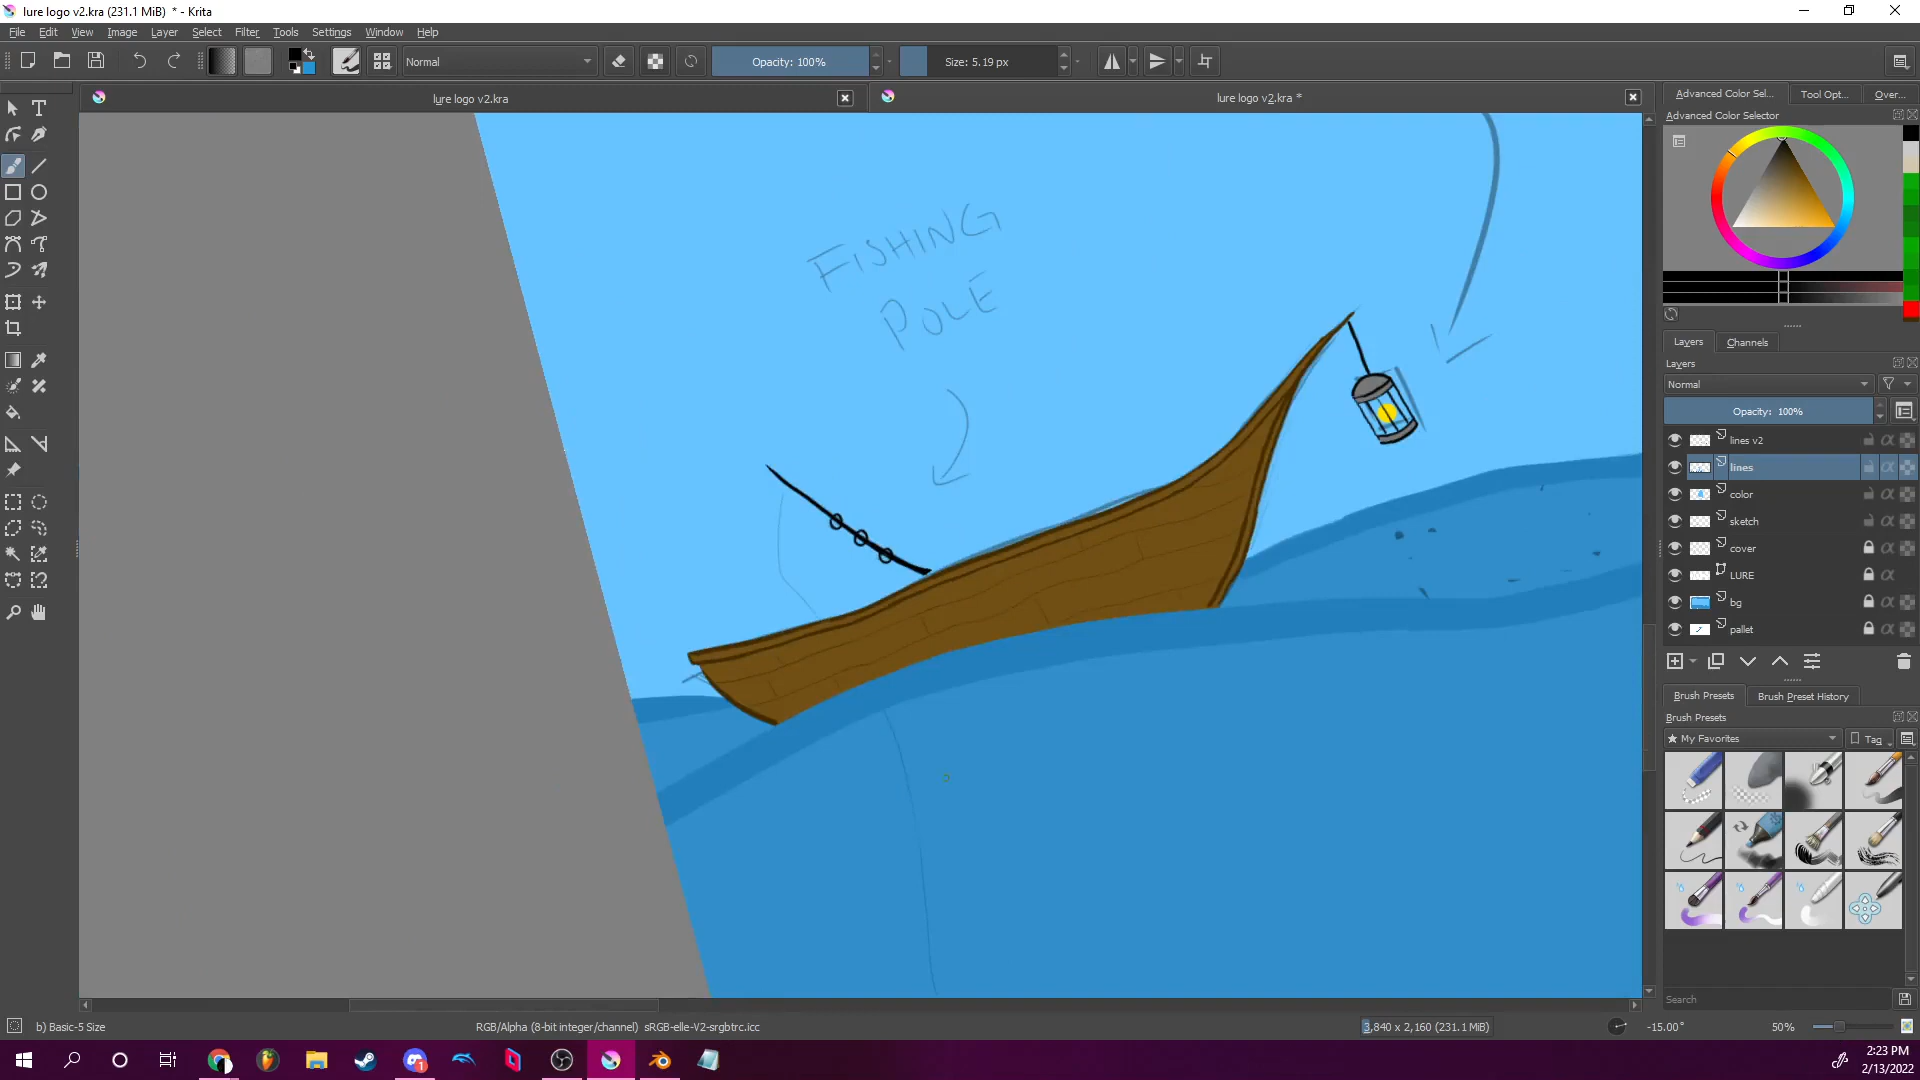 lure logo v2.kra (231.1 MiB) * - Krita
File Edit View Image Layer Select Filter Tools Settings Window Help
Normal Opacity: 100% Size: 5.19 px
lure logo v2.kra lure logo v2.kra *
Advanced Color Sel... Tool Opt... Over...
Advanced Color Selector
FISHING
POLE
Layers Channels
Layers
Normal
Opacity: 100%
lines v2
lines
color
sketch
cover
LURE
bg
pallet
Brush Presets Brush Preset History
Brush Presets
My Favorites Tag
Search
b) Basic-5 Size RGB/Alpha (8-bit integer/channel) sRGB-elle-V2-srgbtrc.icc 3,840 x 2,160 (231.1 MiB) -15.00° 50%
2:23 PM
2/13/2022